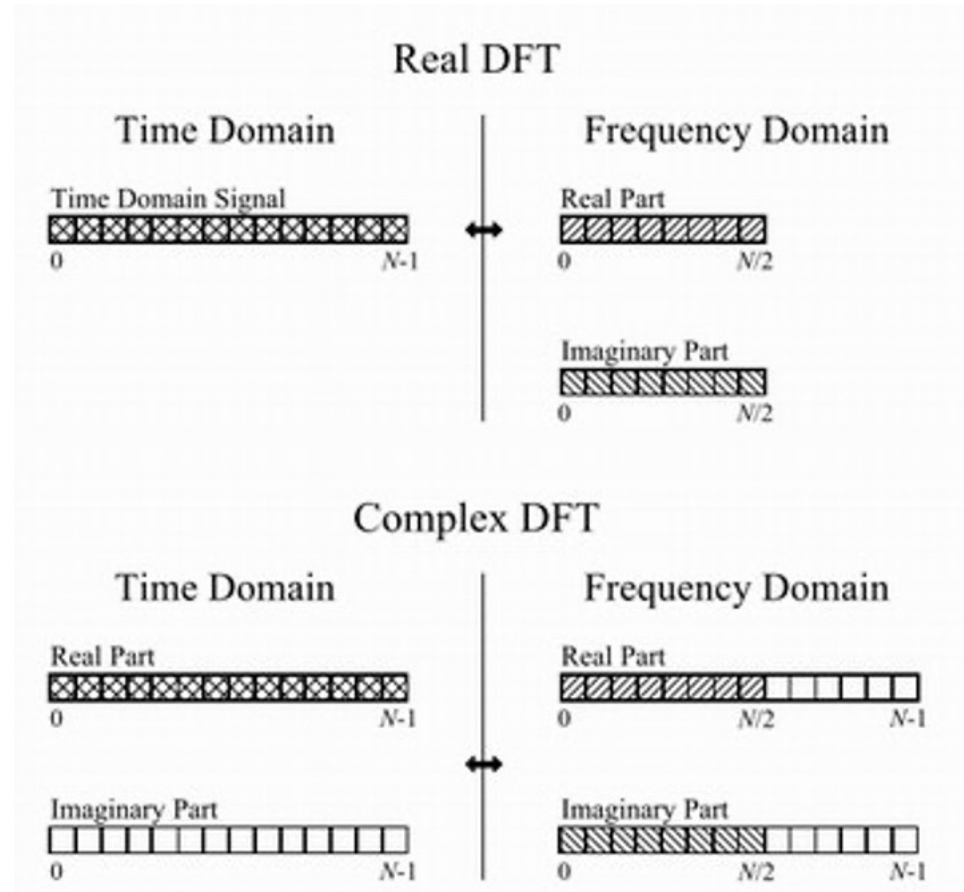 Real DFT
Time Domain
Frequency Domain
Time Domain Signal
Real Part
0 N-1
0 N/2
Imaginary Part
0 N/2
Complex DFT
Time Domain
Frequency Domain
Real Part
Real Part
0 N-1
0 N/2 N-1
Imaginary Part
Imaginary Part
0 N-1
0 N/2 N-1